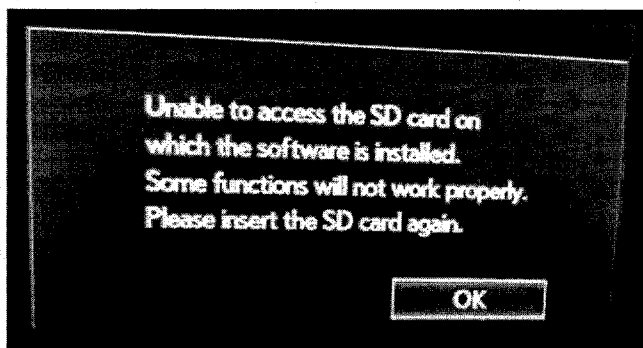 Unable to access the SD card on
which the software is installed.
Some functions will not work properly.
Please insert the SD card again.
OK